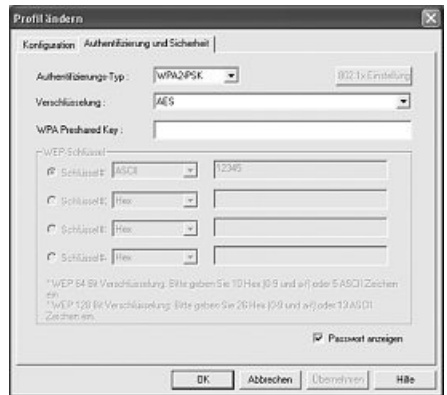 Profil ändern
Konfiguration Authentifizierung und Sicherheit
Authentifizierungs-Typ : WPA2-PSK 802.1x Einstellung
Verschlüsselung : AES
WPA Preshared Key :
WEP-Schlüssel
Schlüssel#: ASCII 12345
Schlüssel#: Hex
Schlüssel#: Hex
Schlüssel#: Hex
*WEP 64 Bit Verschlüsselung: Bitte geben Sie 10 Hex (0-9 und a-f) oder 5 ASCII Zeichen
ein.
*WEP 128 Bit Verschlüsselung: Bitte geben Sie 26 Hex (0-9 und a-f) oder 13 ASCII
Zeichen ein.
Passwort anzeigen
OK Abbrechen Übernehmen Hilfe